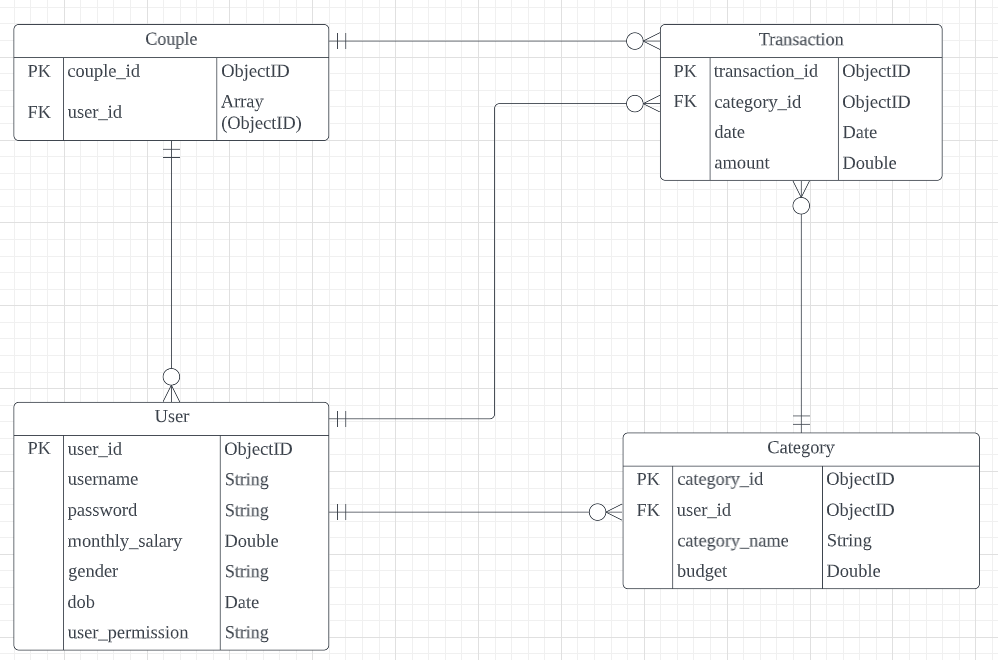 Couple
PK couple_id ObjectID
FK user_id Array
(ObjectID)
Transaction
PK transaction_id ObjectID
FK category_id ObjectID
date Date
amount Double
User
PK user_id ObjectID
username String
password String
monthly_salary Double
gender String
dob Date
user_permission String
Category
PK category_id ObjectID
FK user_id ObjectID
category_name String
budget Double